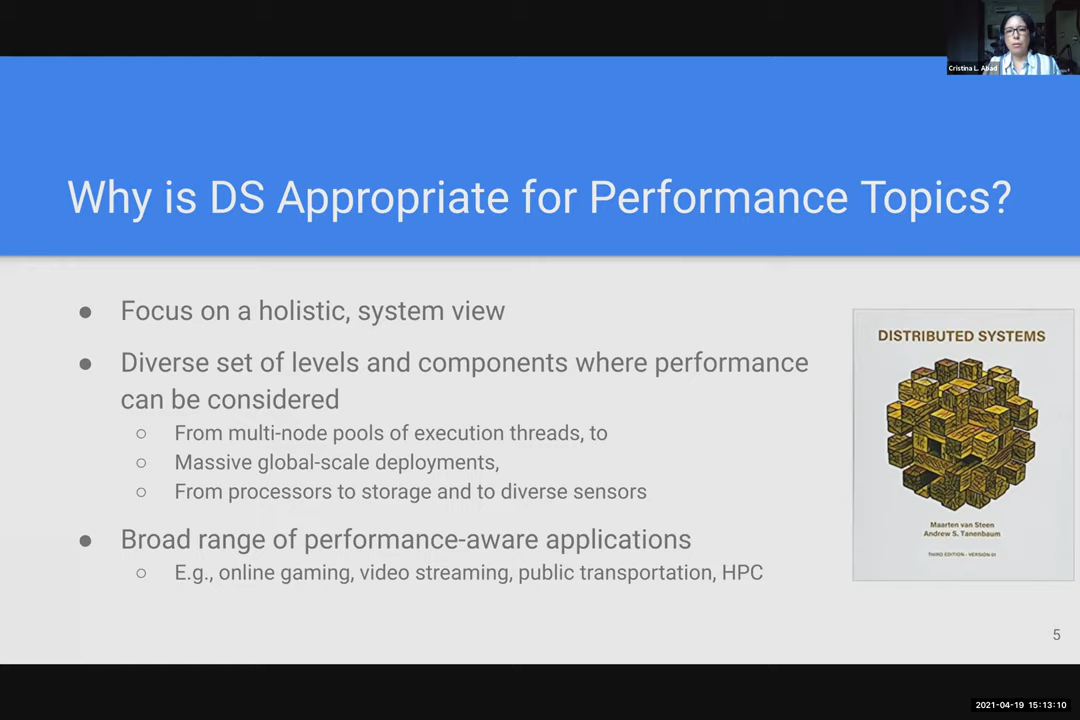 Cristina L. Abad
Why is DS Appropriate for Performance Topics?
● Focus on a holistic, system view
● Diverse set of levels and components where performance
can be considered
○ From multi-node pools of execution threads, to
○ Massive global-scale deployments,
○ From processors to storage and to diverse sensors
● Broad range of performance-aware applications
○ E.g., online gaming, video streaming, public transportation, HPC
DISTRIBUTED SYSTEMS
Maarten van Steen
Andrew S. Tanenbaum
THIRD EDITION - VERSION 01
5
2021-04-19 15:13:10